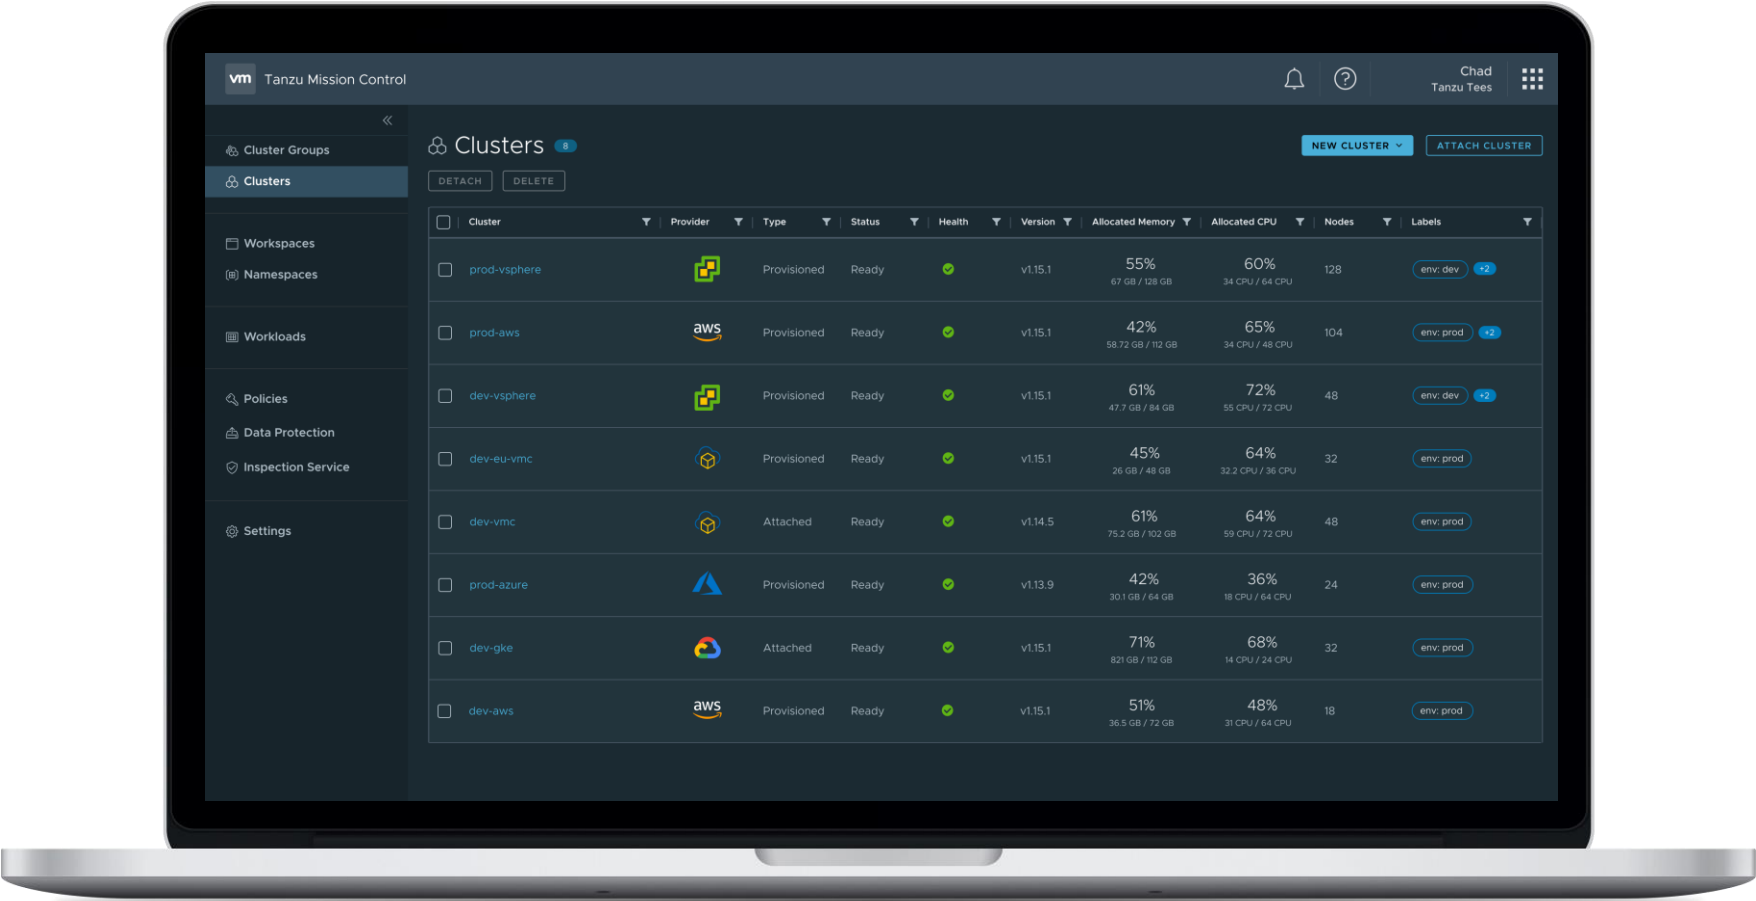 vm Tanzu Mission Control
Chad
Tanzu Tees
Cluster Groups
Clusters
Workspaces
Namespaces
Workloads
Policies
Data Protection
Inspection Service
Settings
Clusters 8
NEW CLUSTER ATTACH CLUSTER
DETACH DELETE
Cluster Provider Type Status Health Version Allocated Memory Allocated CPU Nodes Labels
prod-vsphere Provisioned Ready v1.15.1 55% 60% 128 env: dev +2
67 GB / 128 GB 34 CPU / 64 CPU
prod-aws aws Provisioned Ready v1.15.1 42% 65% 104 env: prod +2
58.72 GB / 112 GB 34 CPU / 48 CPU
dev-vsphere Provisioned Ready v1.15.1 61% 72% 48 env: dev +2
47.7 GB / 84 GB 55 CPU / 72 CPU
dev-eu-vmc Provisioned Ready v1.15.1 45% 64% 32 env: prod
26 GB / 48 GB 32.2 CPU / 36 CPU
dev-vmc Attached Ready v1.14.5 61% 64% 48 env: prod
75.2 GB / 102 GB 59 CPU / 72 CPU
prod-azure Provisioned Ready v1.13.9 42% 36% 24 env: prod
30.1 GB / 64 GB 18 CPU / 64 CPU
dev-gke Attached Ready v1.15.1 71% 68% 32 env: prod
821 GB / 112 GB 14 CPU / 24 CPU
dev-aws aws Provisioned Ready v1.15.1 51% 48% 18 env: prod
36.5 GB / 72 GB 31 CPU / 64 CPU